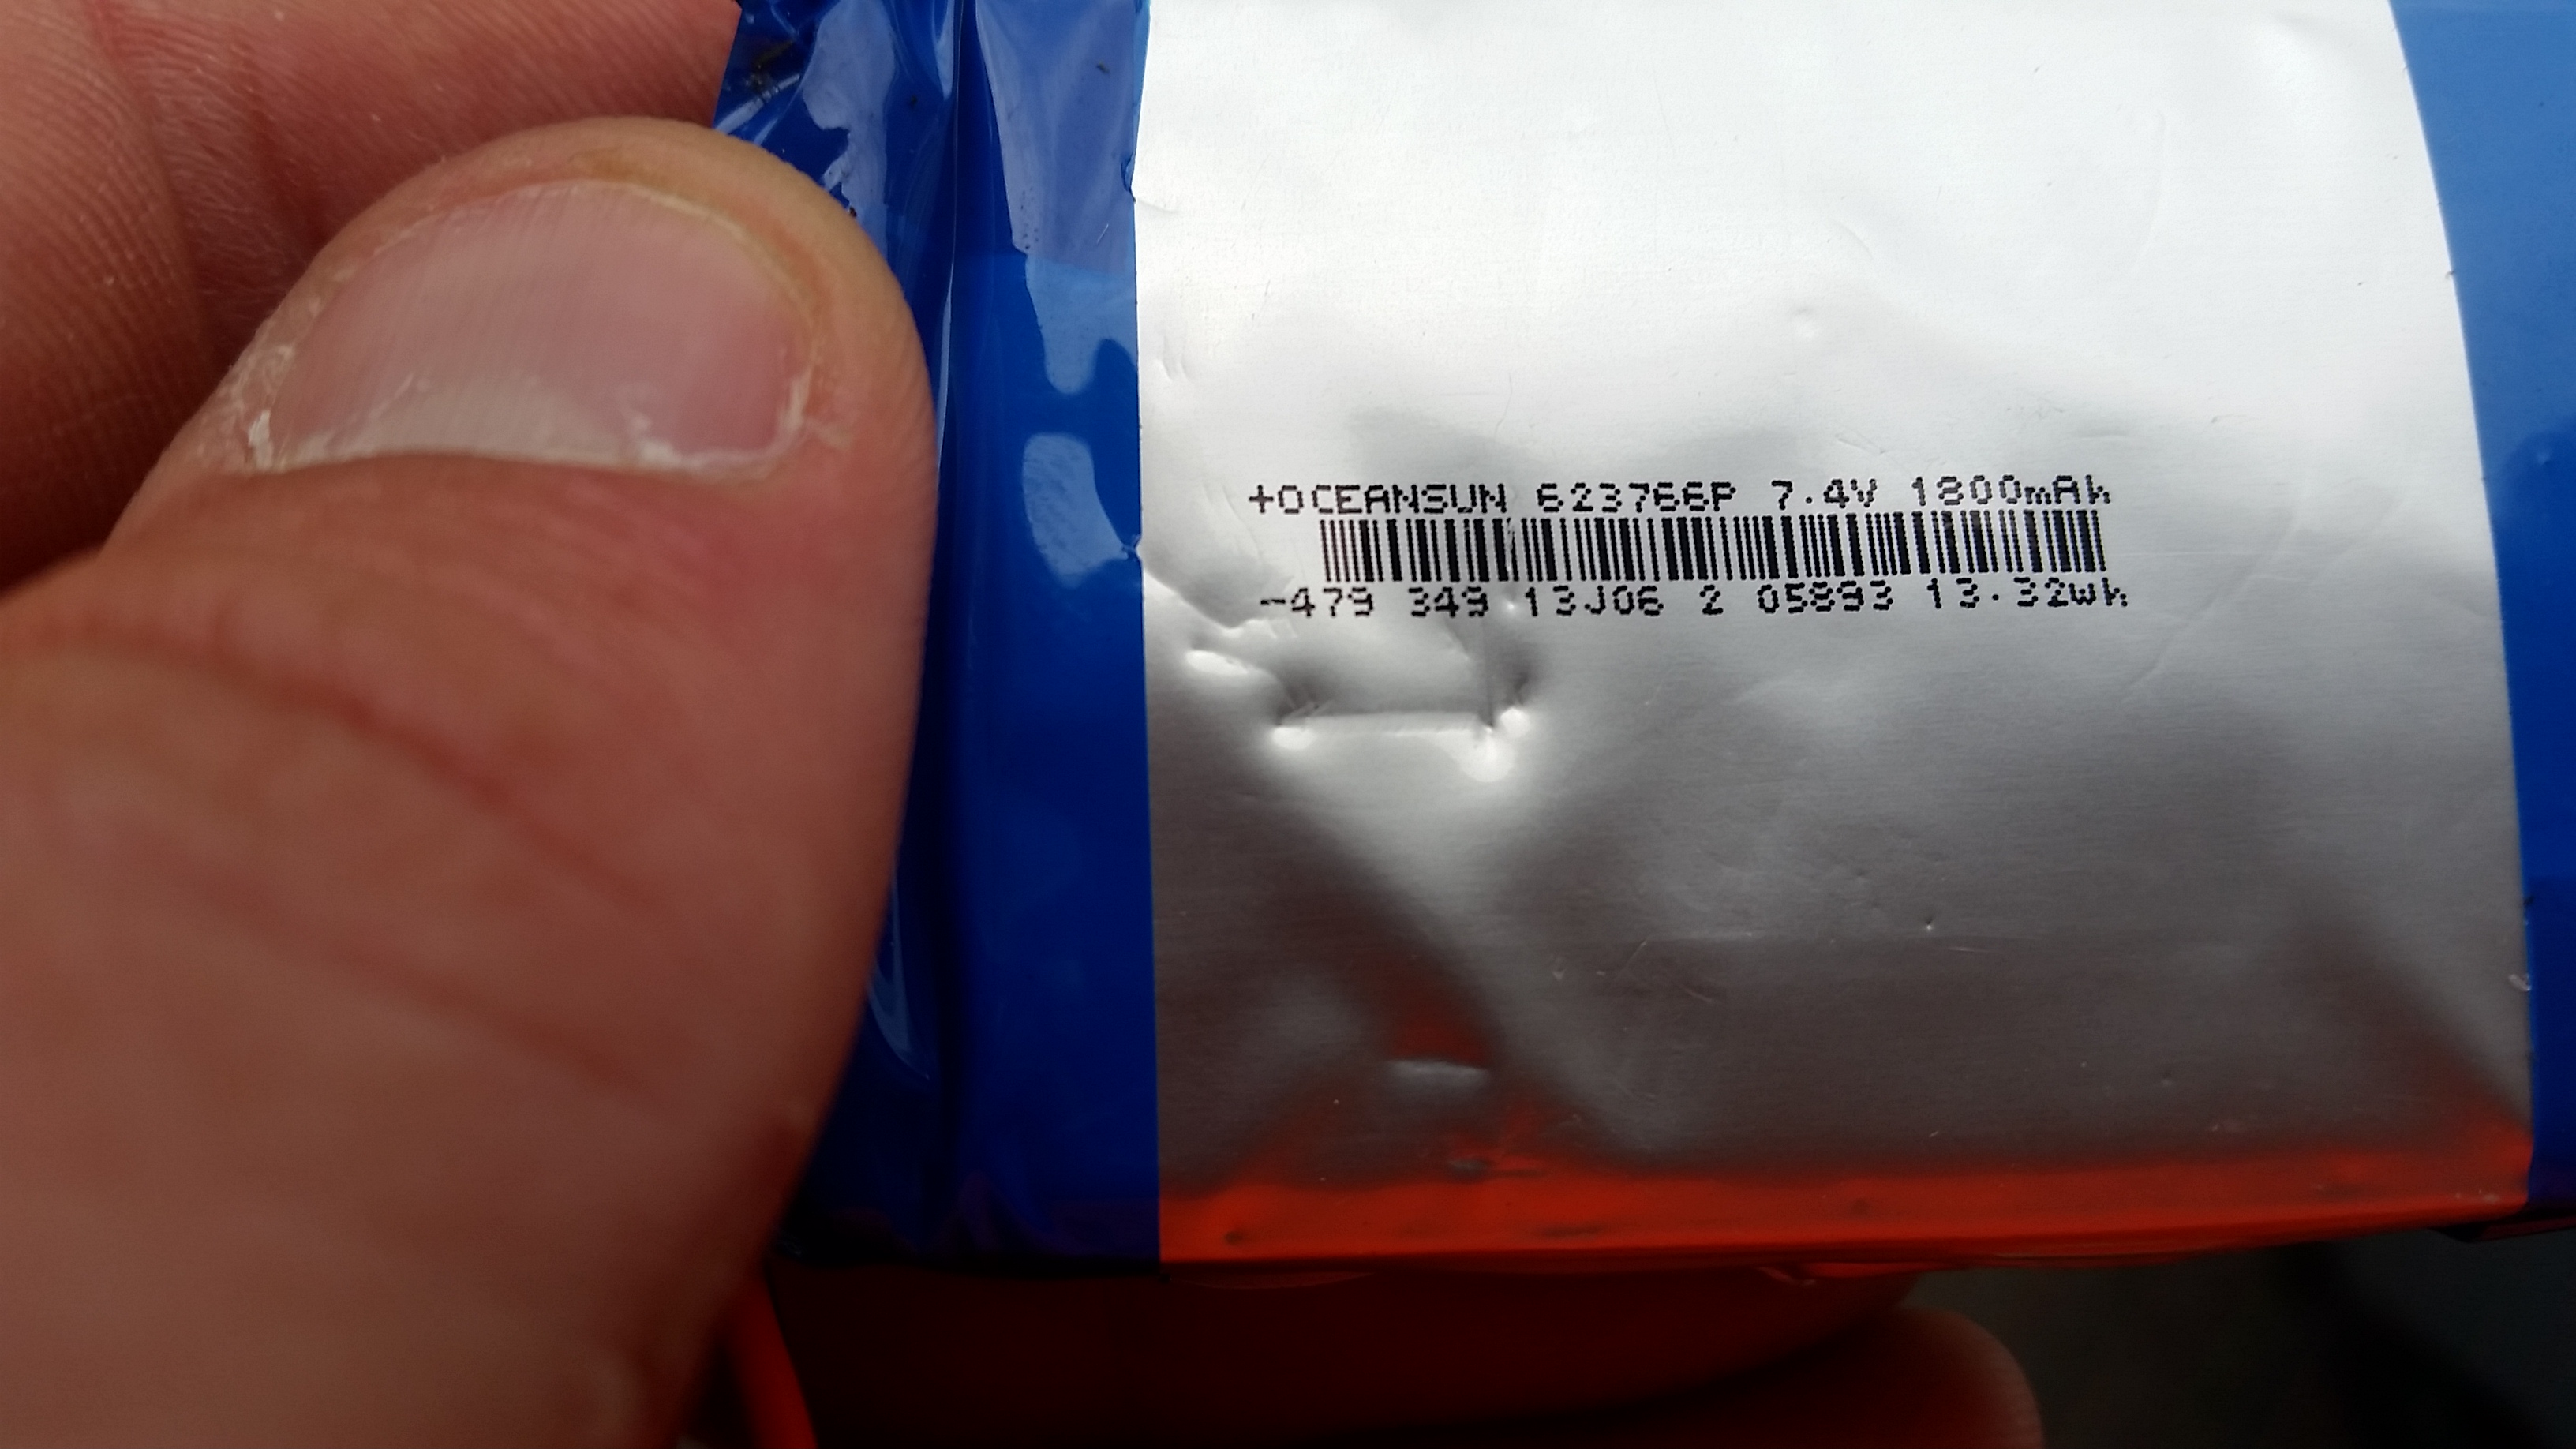 +OCEANSUN 623766P 7.4V 1800mAh
-479 349 13J06 2 05893 13.32wh